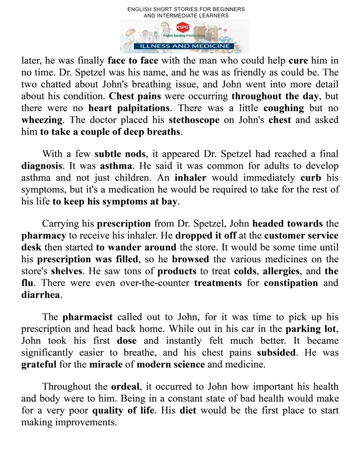 ENGLISH SHORT STORIES FOR BEGINNERS
AND INTERMEDIATE LEARNERS
ILLNESS AND MEDICINE
later, he was finally face to face with the man who could help cure him in
no time. Dr. Spetzel was his name, and he was as friendly as could be. The
two chatted about John's breathing issue, and John went into more detail
about his condition. Chest pains were occurring throughout the day, but
there were no heart palpitations. There was a little coughing but no
wheezing. The doctor placed his stethoscope on John's chest and asked
him to take a couple of deep breaths.
With a few subtle nods, it appeared Dr. Spetzel had reached a final
diagnosis. It was asthma. He said it was common for adults to develop
asthma and not just children. An inhaler would immediately curb his
symptoms, but it's a medication he would be required to take for the rest of
his life to keep his symptoms at bay.
Carrying his prescription from Dr. Spetzel, John headed towards the
pharmacy to receive his inhaler. He dropped it off at the customer service
desk then started to wander around the store. It would be some time until
his prescription was filled, so he browsed the various medicines on the
store's shelves. He saw tons of products to treat colds, allergies, and the
flu. There were even over-the-counter treatments for constipation and
diarrhea.
The pharmacist called out to John, for it was time to pick up his
prescription and head back home. While out in his car in the parking lot,
John took his first dose and instantly felt much better. It became
significantly easier to breathe, and his chest pains subsided. He was
grateful for the miracle of modern science and medicine.
Throughout the ordeal, it occurred to John how important his health
and body were to him. Being in a constant state of bad health would make
for a very poor quality of life. His diet would be the first place to start
making improvements.